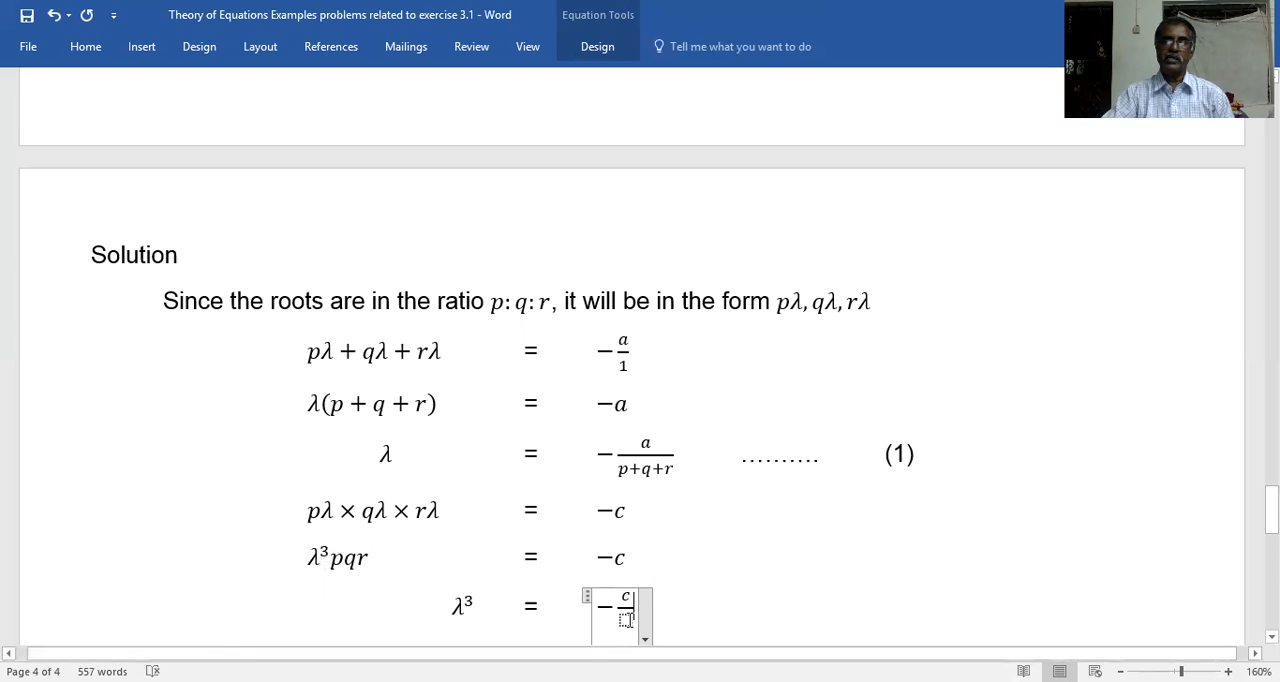 Theory of Equations Examples problems related to exercise 3.1 - Word
Equation Tools
File Home Insert Design Layout References Mailings Review View Design Tell me what you want to do
Solution
Since the roots are in the ratio p: q: r, it will be in the form pλ, qλ, rλ
pλ + qλ + rλ = −a/1
λ(p + q + r) = −a
λ = −a/(p+q+r) .......... (1)
pλ × qλ × rλ = −c
λ³pqr = −c
λ³ = −c/
Page 4 of 4 557 words 160%